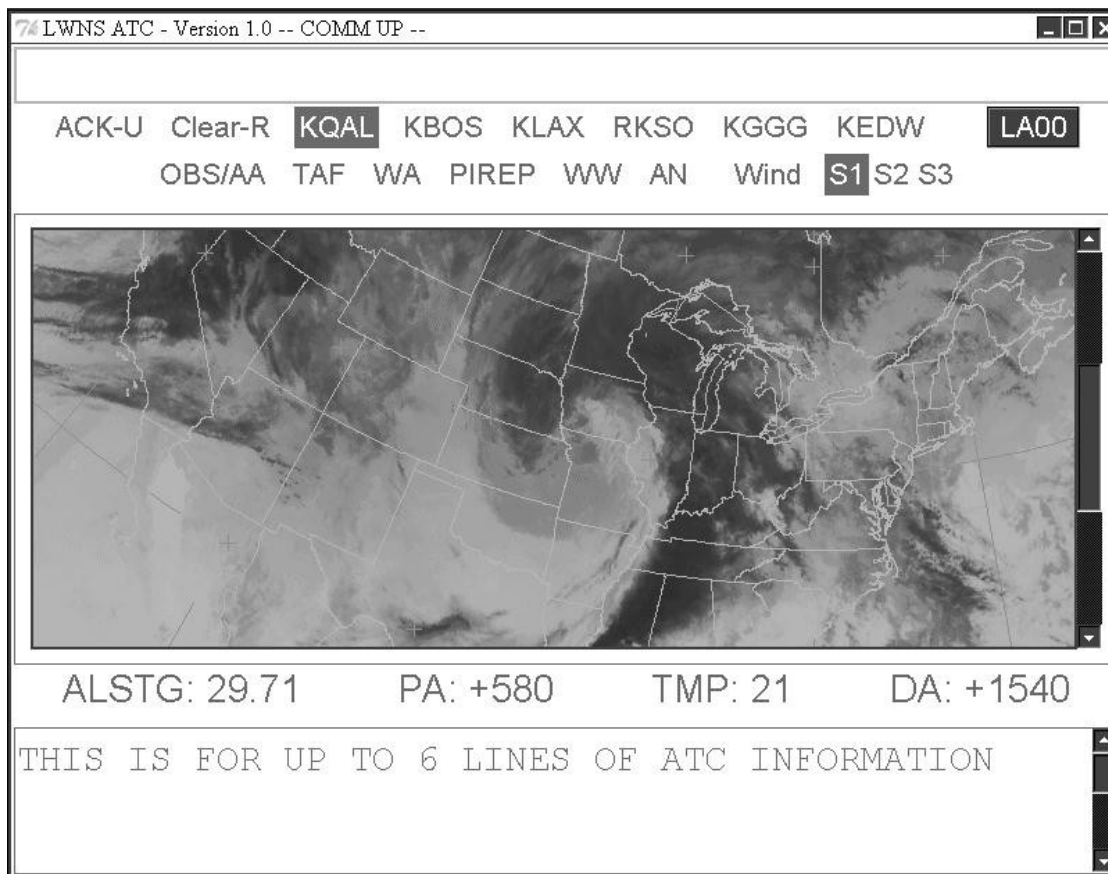 LWNS ATC - Version 1.0 -- COMM UP --
ACK-U Clear-R KQAL KBOS KLAX RKSO KGGG KEDW LA00
OBS/AA TAF WA PIREP WW AN Wind S1 S2 S3
ALSTG: 29.71 PA: +580 TMP: 21 DA: +1540
THIS IS FOR UP TO 6 LINES OF ATC INFORMATION